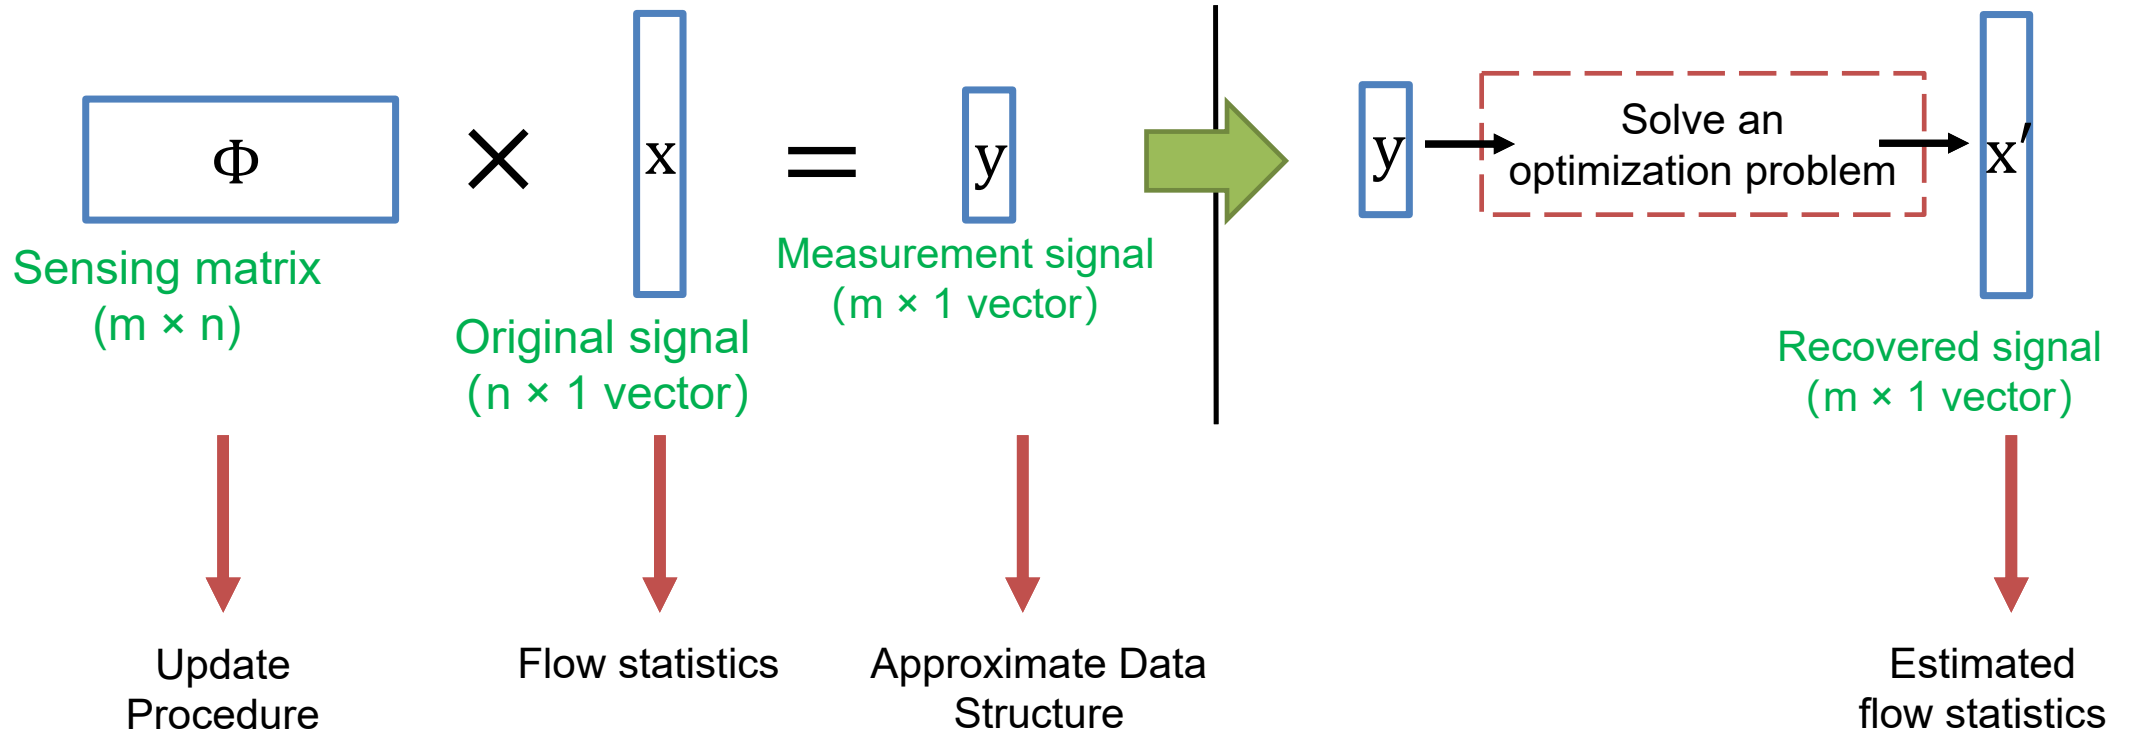 Φ
×
x
=
y
Sensing matrix
(m × n)
Original signal
(n × 1 vector)
Measurement signal
(m × 1 vector)
y
Solve an
optimization problem
x′
Recovered signal
(m × 1 vector)
Update
Procedure
Flow statistics
Approximate Data
Structure
Estimated
flow statistics